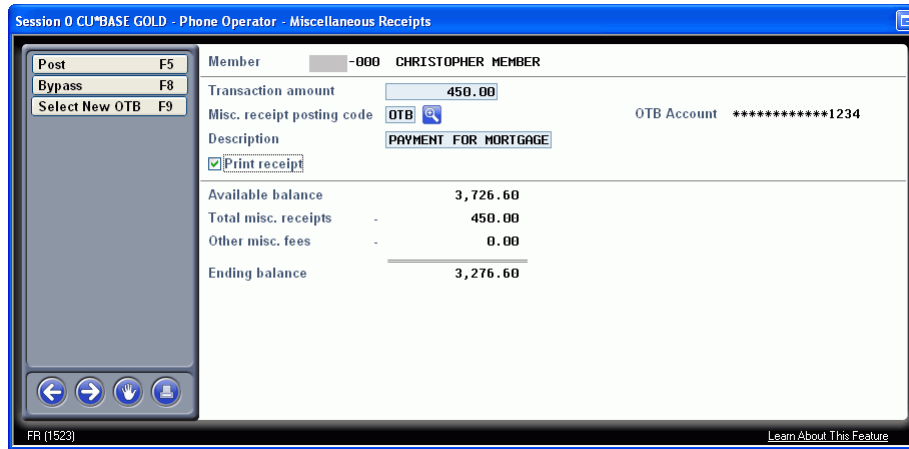 Session 0 CU*BASE GOLD - Phone Operator - Miscellaneous Receipts
Post F5
Bypass F8
Select New OTB F9
Member -000 CHRISTOPHER MEMBER
Transaction amount 450.00
Misc. receipt posting code OTB OTB Account ************1234
Description PAYMENT FOR MORTGAGE
Print receipt
Available balance 3,726.60
Total misc. receipts - 450.00
Other misc. fees - 0.00
Ending balance 3,276.60
FR (1523) Learn About This Feature